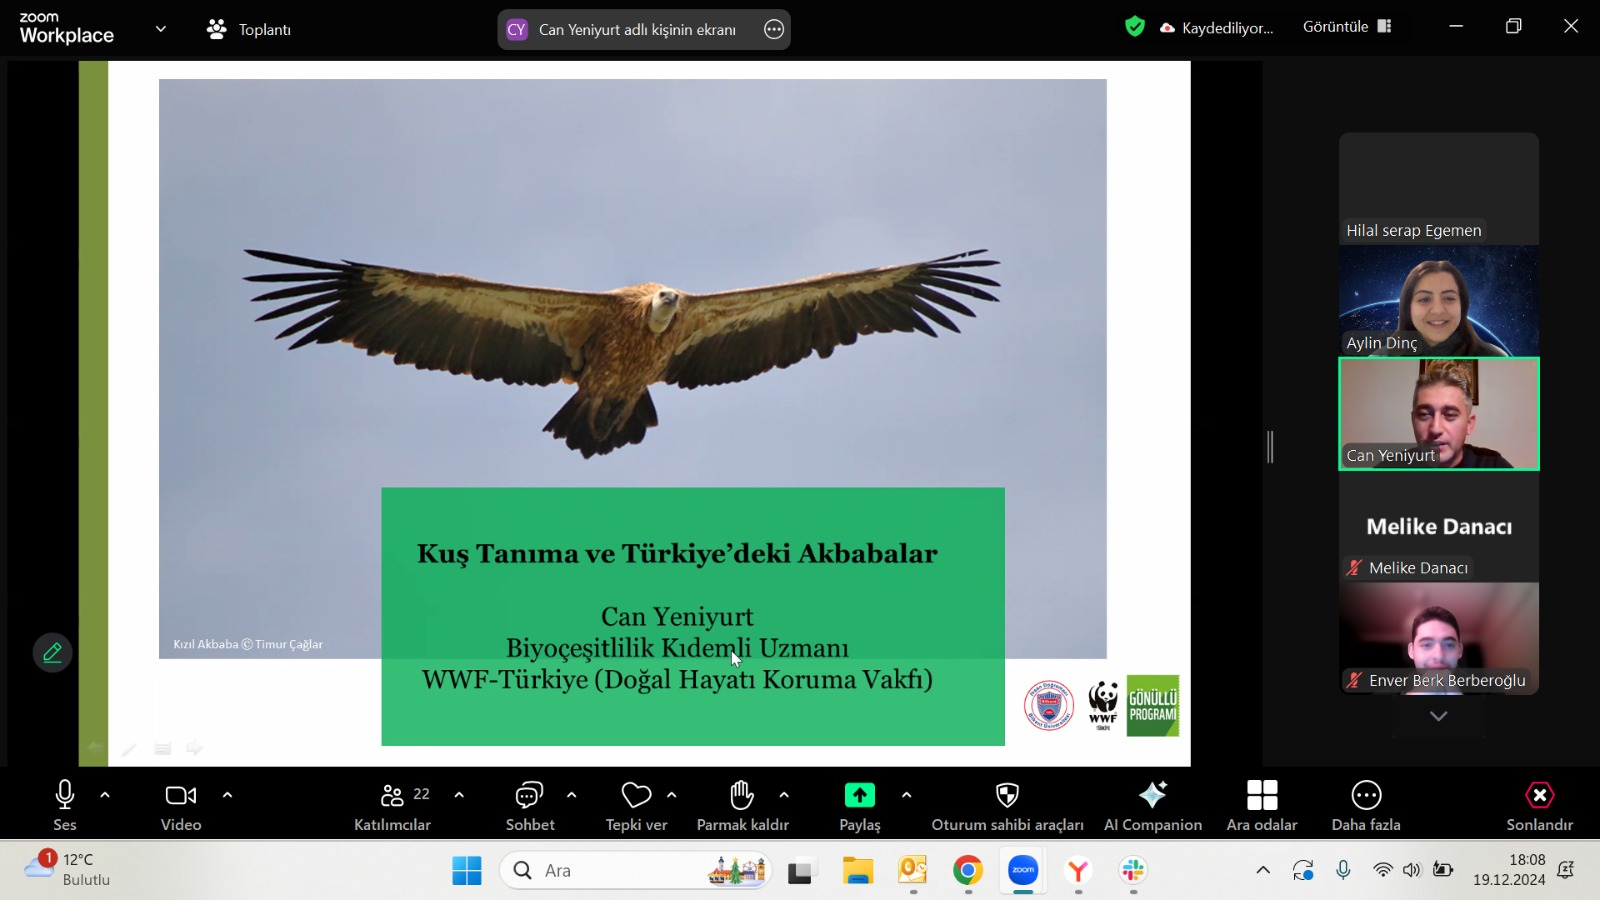 zoom
Workplace
Toplantı
CY Can Yeniyurt adlı kişinin ekranı
Kaydediliyor...
Görüntüle
Kızıl Akbaba © Timur Çağlar
Kuş Tanıma ve Türkiye’deki Akbabalar
Can Yeniyurt
Biyoçeşitlilik Kıdemli Uzmanı
WWF-Türkiye (Doğal Hayatı Koruma Vakfı)
WWF
GÖNÜLLÜ
PROGRAMI
Hilal serap Egemen
Aylin Dinç
Can Yeniyurt
Melike Danacı
Melike Danacı
Enver Berk Berberoğlu
Ses
Video
22
Katılımcılar
Sohbet
Tepki ver
Parmak kaldır
Paylaş
Oturum sahibi araçları
AI Companion
Ara odalar
Daha fazla
Sonlandır
1
12°C
Bulutlu
Ara
zoom
18:08
19.12.2024